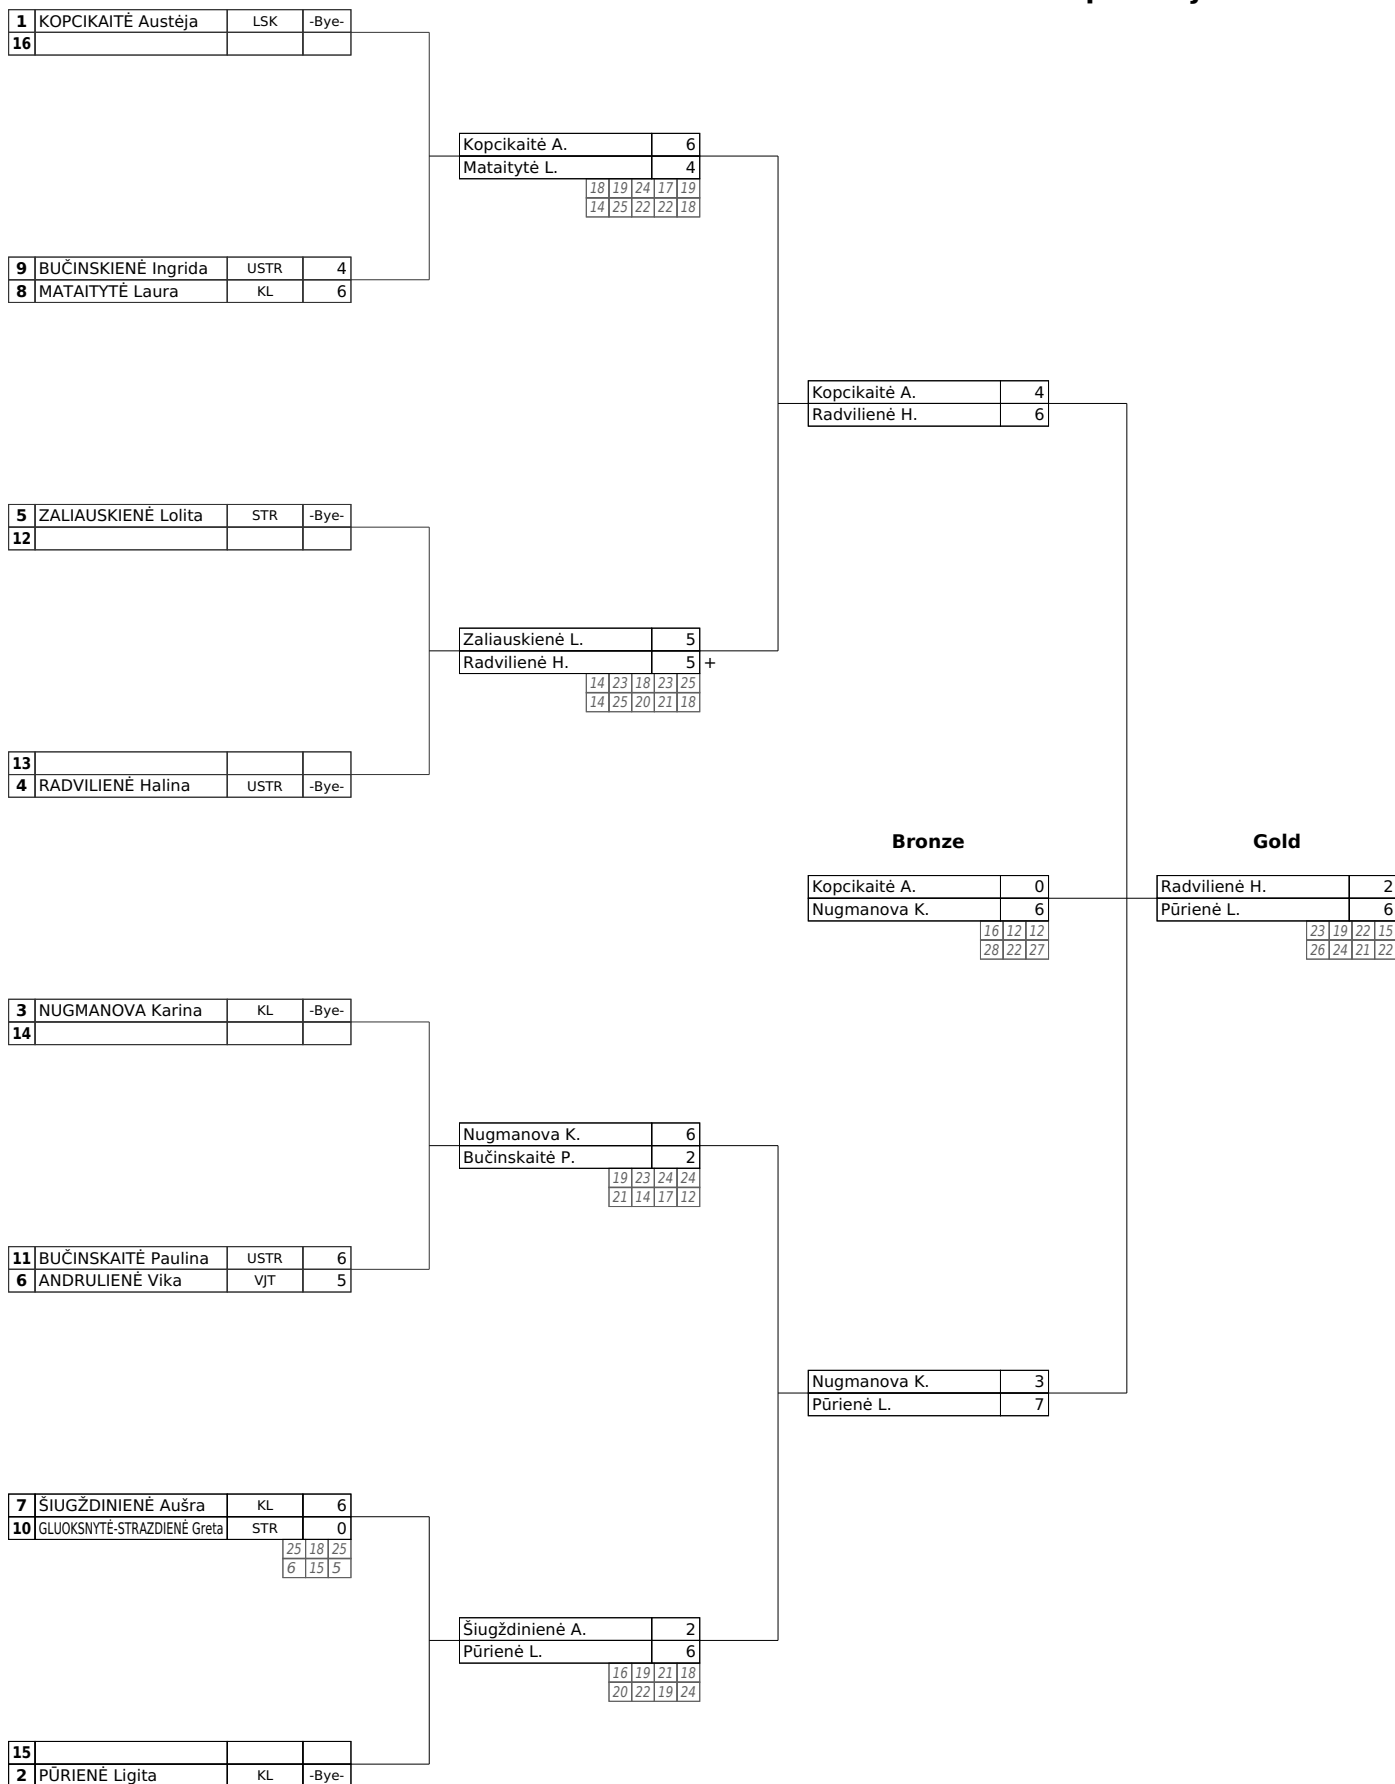 1 KOPCIKAITĖ Austėja LSK -Bye-
16
Kopcikaitė A. 6
Mataitytė L. 4
18 19 24 17 19
14 25 22 22 18
9 BUČINSKIENĖ Ingrida USTR 4
8 MATAITYTĖ Laura KL 6
Kopcikaitė A. 4
Radvilienė H. 6
5 ZALIAUSKIENĖ Lolita STR -Bye-
12
Zaliauskienė L. 5
Radvilienė H. 5 +
14 23 18 23 25
14 25 20 21 18
13
4 RADVILIENĖ Halina USTR -Bye-
Bronze Gold
Kopcikaitė A. 0 Radvilienė H. 2
Nugmanova K. 6 Pūrienė L. 6
16 12 12 23 19 22 15
28 22 27 26 24 21 22
3 NUGMANOVA Karina KL -Bye-
14
Nugmanova K. 6
Bučinskaitė P. 2
19 23 24 24
21 14 17 12
11 BUČINSKAITĖ Paulina USTR 6
6 ANDRULIENĖ Vika VJT 5
Nugmanova K. 3
Pūrienė L. 7
7 ŠIUGŽDINIENĖ Aušra KL 6
10 GLUOKSNYTĖ-STRAZDIENĖ Greta STR 0
25 18 25
6 15 5
Šiugždinienė A. 2
Pūrienė L. 6
16 19 21 18
20 22 19 24
15
2 PŪRIENĖ Ligita KL -Bye-